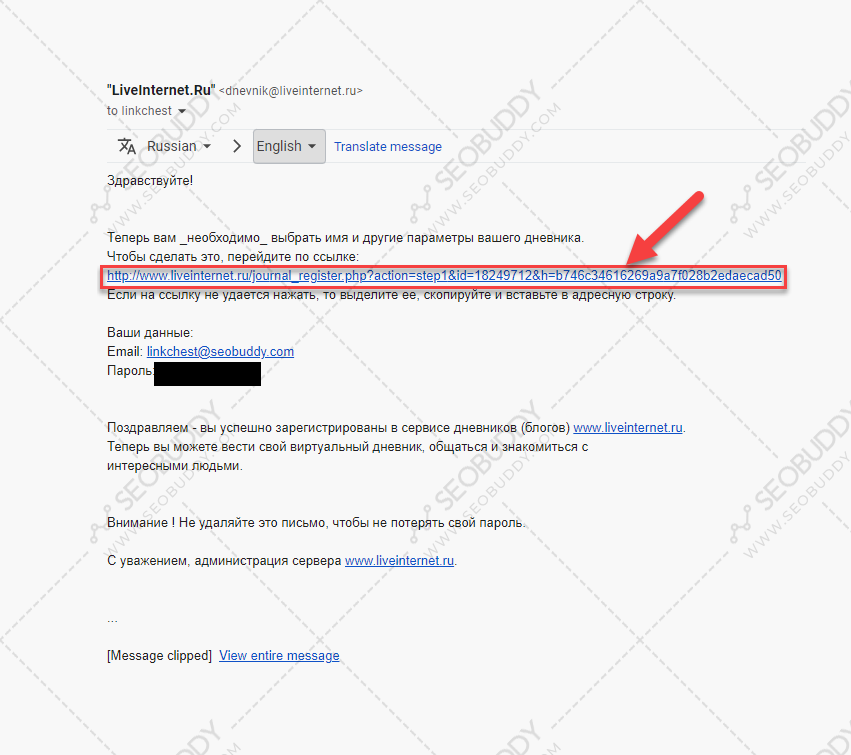 "LiveInternet.Ru" <dnevnik@liveinternet.ru>
to linkchest
Russian > English Translate message
Здравствуйте!
Теперь вам _необходимо_ выбрать имя и другие параметры вашего дневника.
Чтобы сделать это, перейдите по ссылке:
http://www.liveinternet.ru/journal_register.php?action=step1&id=18249712&h=b746c34616269a9a7f028b2edaecad50
Если на ссылку не удается нажать, то выделите ее, скопируйте и вставьте в адресную строку.
Ваши данные:
Email: linkchest@seobuddy.com
Пароль:
Поздравляем - вы успешно зарегистрированы в сервисе дневников (блогов) www.liveinternet.ru.
Теперь вы можете вести свой виртуальный дневник, общаться и знакомиться с
интересными людьми.
Внимание ! Не удаляйте это письмо, чтобы не потерять свой пароль.
С уважением, администрация сервера www.liveinternet.ru.
...
[Message clipped] View entire message
SEOBUDDY
WWW.SEOBUDDY.COM